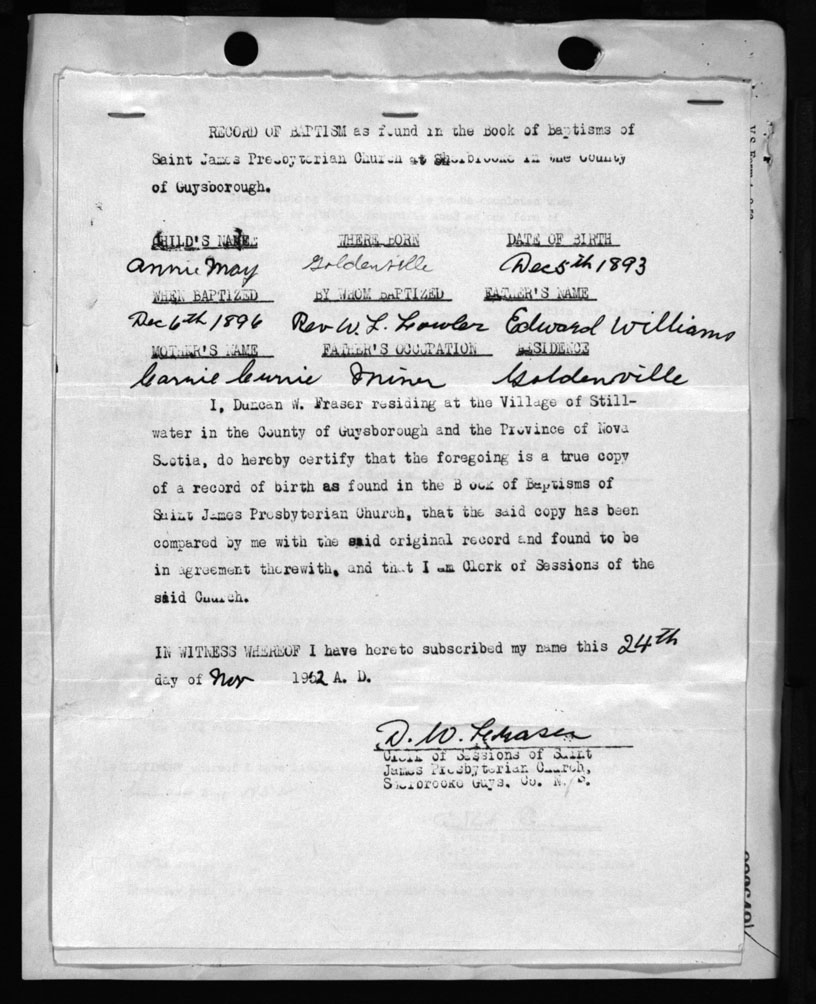 RECORD OF BAPTISM as found in the Book of Baptisms of
Saint James Presbyterian Church at Sherbrooke in the County
of Guysborough.
CHILD'S NAME WHERE BORN DATE OF BIRTH
Annie May Goldenville Dec 5th 1893
WHEN BAPTIZED BY WHOM BAPTIZED FATHER'S NAME
Dec 6th 1896 Rev W. L. Edward Williams
MOTHER'S NAME FATHER'S OCCUPATION RESIDENCE
Carrie Currie Miner Goldenville
I, Duncan W. Fraser residing at the Village of Still-
water in the County of Guysborough and the Province of Nova
Scotia, do hereby certify that the foregoing is a true copy
of a record of birth as found in the Book of Baptisms of
Saint James Presbyterian Church, that the said copy has been
compared by me with the said original record and found to be
in agreement therewith, and that I am Clerk of Sessions of the
said Church.
IN WITNESS WHEREOF I have hereto subscribed my name this 24th
day of Nov 1952 A. D.
D. W. Fraser
Clerk of Sessions of Saint
James Presbyterian Church,
Sherbrooke Guys. Co. N. S.